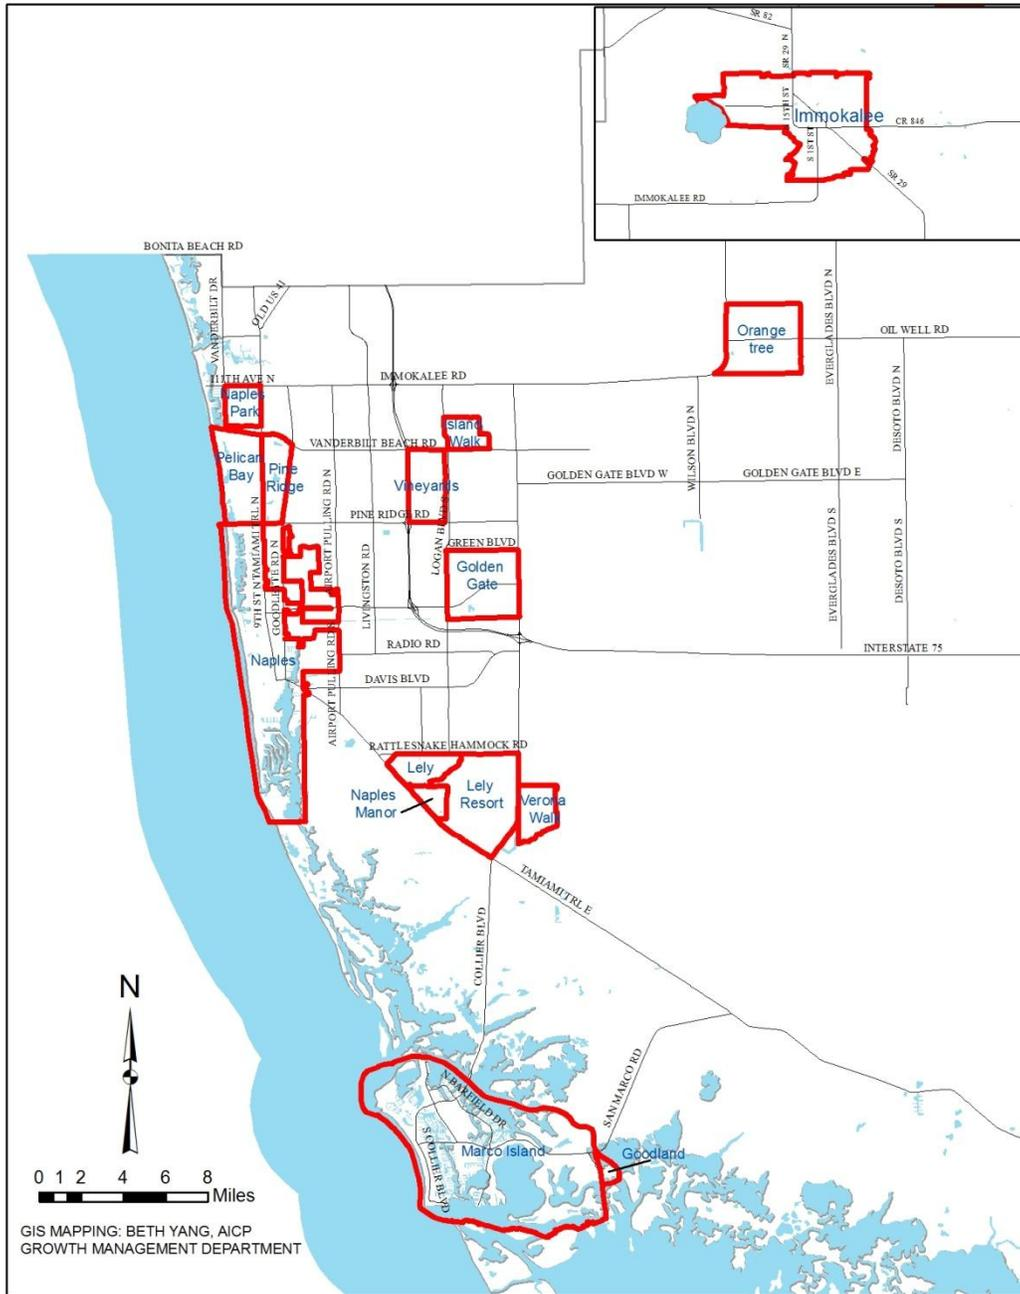 SR 82
SR 29 N
15TH ST
Immokalee
CR 846
S 1ST ST
SR 29
IMMOKALEE RD
BONITA BEACH RD
VANDERBILT DR
OLD US 41
EVERGLADES BLVD N
OIL WELL RD
Orange
tree
111TH AVE N
IMMOKALEE RD
Naples
Park
DESOTO BLVD N
WILSON BLVD N
Island
Walk
VANDERBILT BEACH RD
Pelican
Bay
Pine
Ridge
GOLDEN GATE BLVD W
GOLDEN GATE BLVD E
Vineyards
AIRPORT PULLING RD N
PINE RIDGE RD
LOGAN BLVD S
GREEN BLVD
9TH ST N
TAMIAMI TRL N
GOODLETTE RD N
LIVINGSTON RD
Golden
Gate
EVERGLADES BLVD S
DESOTO BLVD S
RADIO RD
INTERSTATE 75
Naples
AIRPORT PULLING RD S
DAVIS BLVD
RATTLESNAKE HAMMOCK RD
Lely
Lely
Resort
Naples
Manor
Verona
Walk
TAMIAMI TRL E
COLLIER BLVD
N
SAN MARCO RD
N BARFIELD DR
S COLLIER BLVD
Marco Island
Goodland
0 1 2 4 6 8
Miles
GIS MAPPING: BETH YANG, AICP
GROWTH MANAGEMENT DEPARTMENT